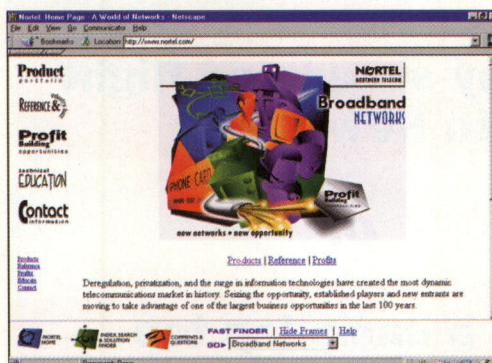 Nortel: Home Page - A World of Networks - Netscape
File Edit View Go Communicator Help
Bookmarks Location: http://www.nortel.com/
Product
portfolio
REFERENCE &
Profit
Building
opportunities
technical
EDUCATION
Contact
information
NORTEL
NORTHERN TELECOM
Broadband
NETWORKS
PHONE CARD
Profit
Building
new networks • new opportunity
Products
Reference
Profits
Educate
Contact
Products | Reference | Profits
Deregulation, privatization, and the surge in information technologies have created the most dynamic
telecommunications market in history. Seizing the opportunity, established players and new entrants are
moving to take advantage of one of the largest business opportunities in the last 100 years.
NORTEL
HOME
INDEX, SEARCH
& SOLUTION
FINDER
COMMENTS &
QUESTIONS
FAST FINDER | Hide Frames | Help
GO> Broadband Networks